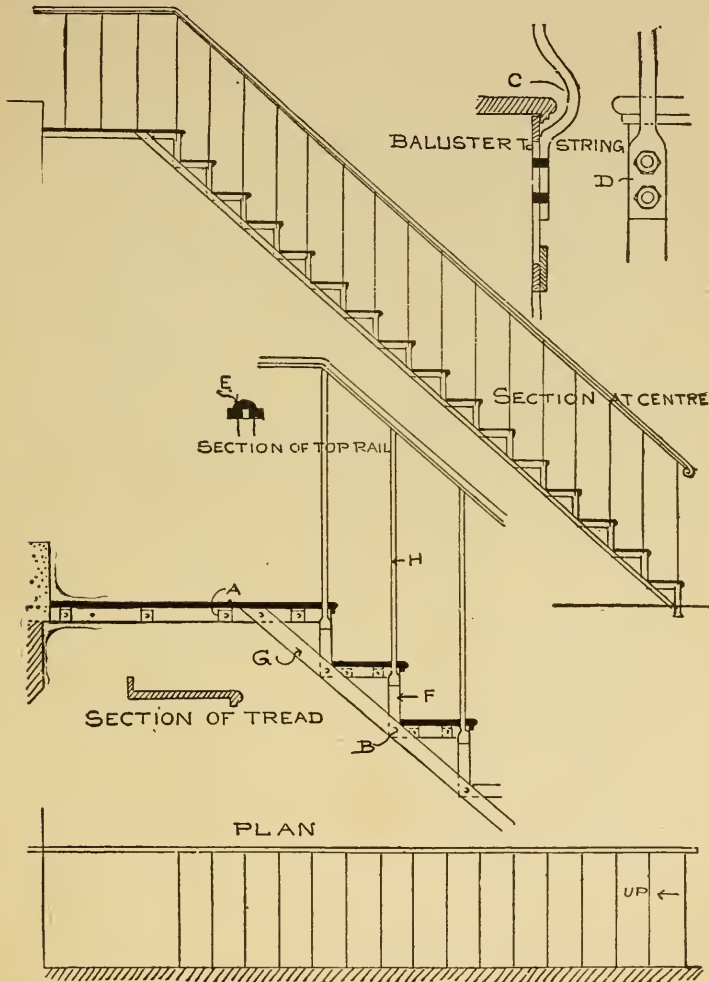 C
BALUSTER TO STRING
D
SECTION AT CENTRE
E
SECTION OF TOP RAIL
H
A
G
F
SECTION OF TREAD
B
PLAN
UP